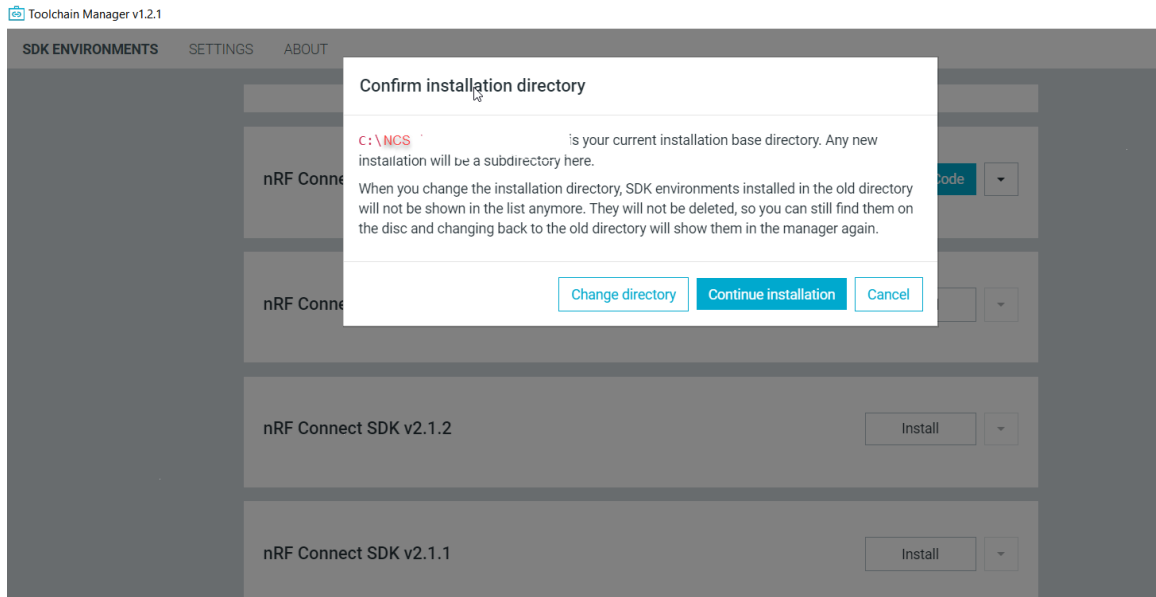 Toolchain Manager v1.2.1
SDK ENVIRONMENTS SETTINGS ABOUT
Confirm installation directory
C:\NCS is your current installation base directory. Any new
installation will be a subdirectory here.
When you change the installation directory, SDK environments installed in the old directory
will not be shown in the list anymore. They will not be deleted, so you can still find them on
the disc and changing back to the old directory will show them in the manager again.
Change directory Continue installation Cancel
nRF Conne
Code
nRF Conne
nRF Connect SDK v2.1.2
Install
nRF Connect SDK v2.1.1
Install